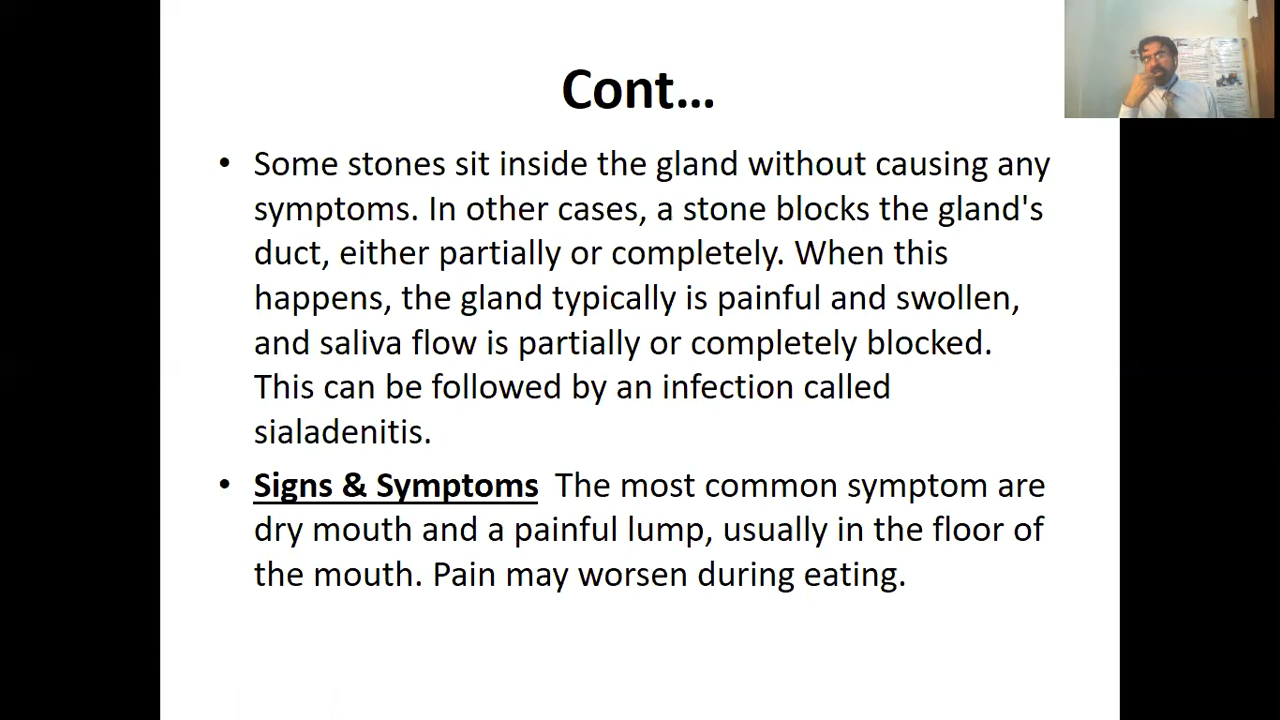 Cont...
• Some stones sit inside the gland without causing any
symptoms. In other cases, a stone blocks the gland's
duct, either partially or completely. When this
happens, the gland typically is painful and swollen,
and saliva flow is partially or completely blocked.
This can be followed by an infection called
sialadenitis.
• Signs & Symptoms The most common symptom are
dry mouth and a painful lump, usually in the floor of
the mouth. Pain may worsen during eating.